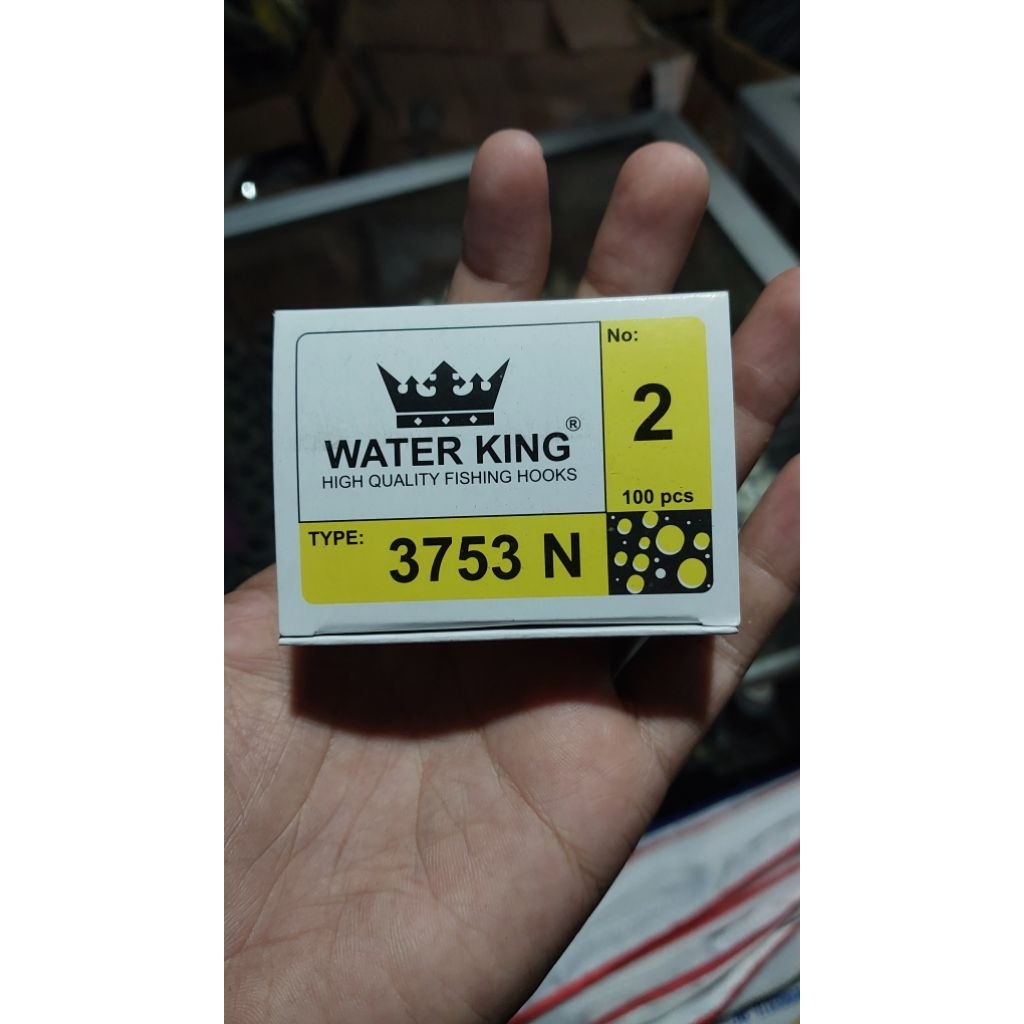 WATER KING®
HIGH QUALITY FISHING HOOKS
No:
2
100 pcs
TYPE: 3753 N